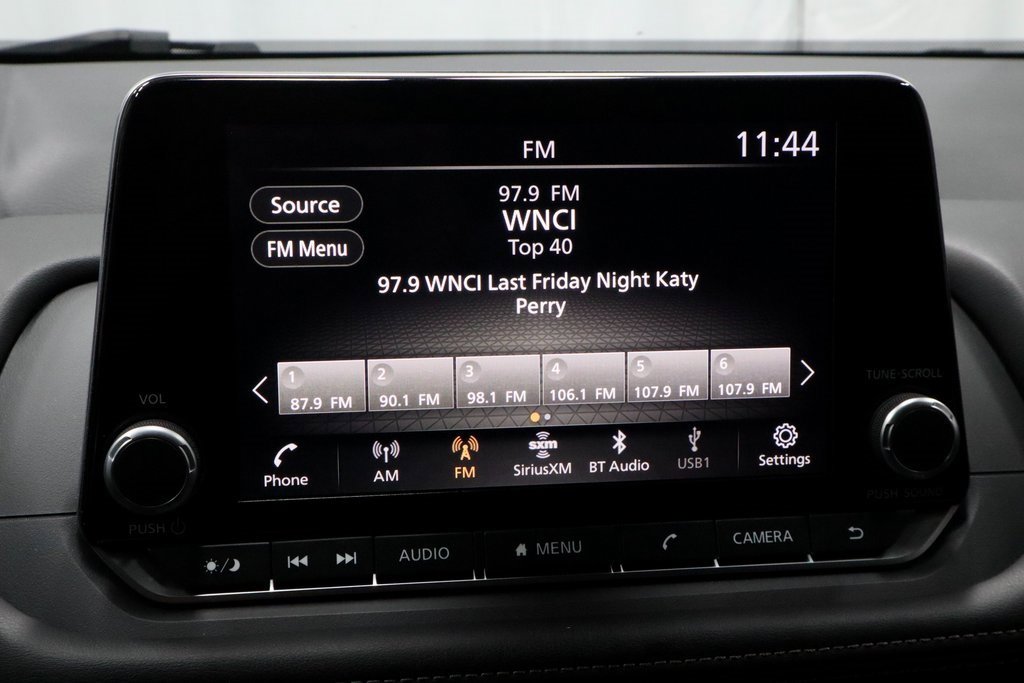 FM
11:44
Source
97.9 FM
WNCI
FM Menu
Top 40
97.9 WNCI Last Friday Night Katy
Perry
1 2 3 4 5 6
87.9 FM 90.1 FM 98.1 FM 106.1 FM 107.9 FM 107.9 FM
TUNE-SCROLL
VOL
sxm
Phone AM FM SiriusXM BT Audio USB1 Settings
PUSH
PUSH SOUND
AUDIO MENU CAMERA